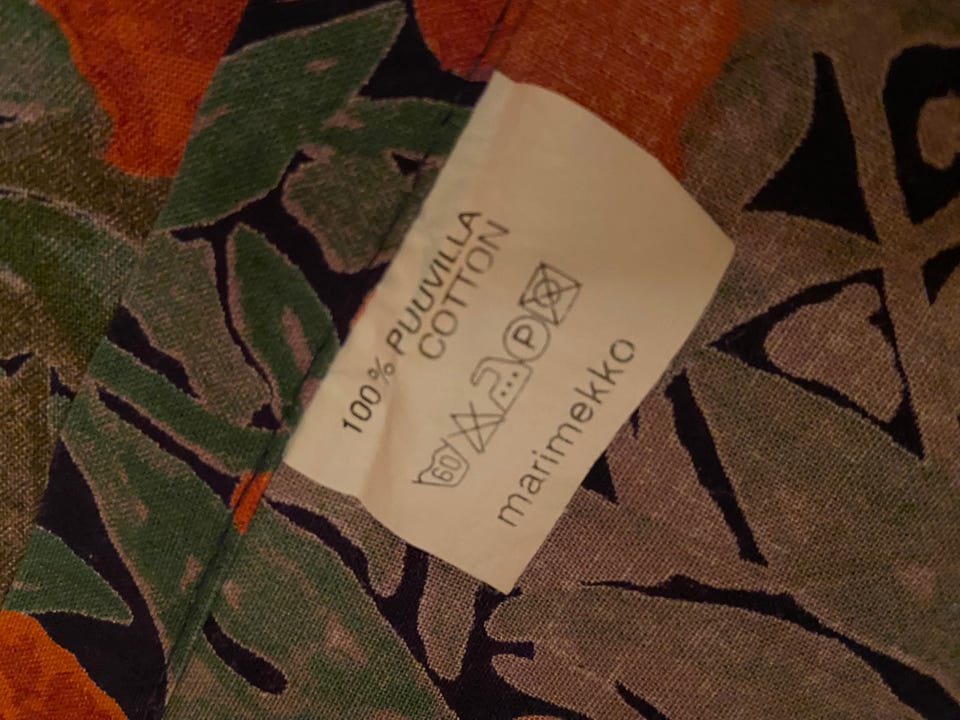 100% PUUVILLA
COTTON
60 P
marimekko